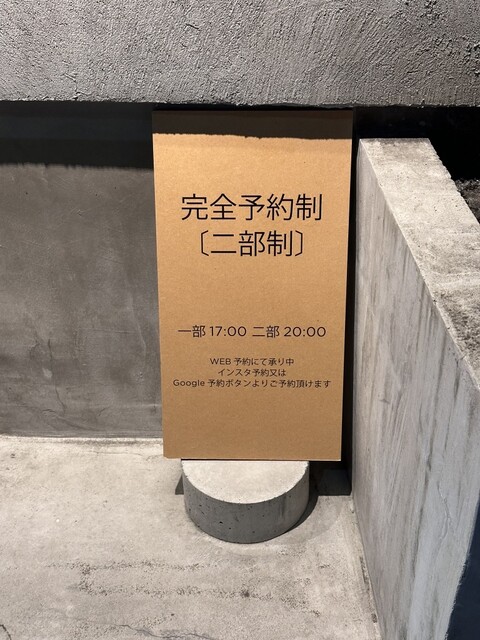 完全予約制
〔二部制〕
一部 17:00 二部 20:00
WEB 予約にて承り中
インスタ予約又は
Google 予約ボタンよりご予約頂けます